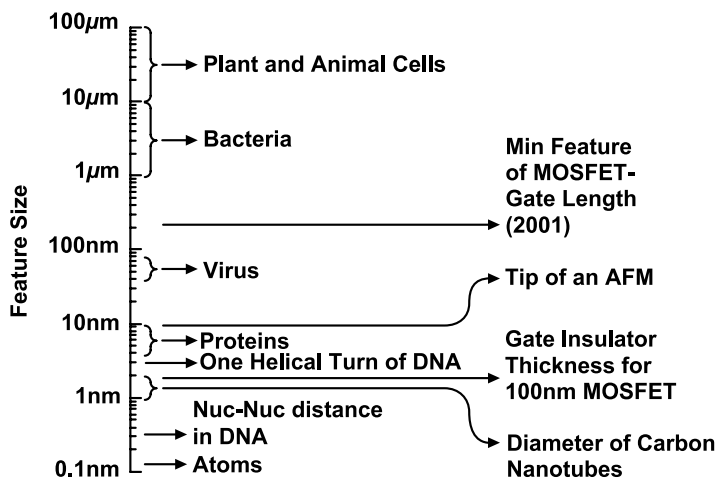 Feature Size
100µm
10µm
1µm
100nm
10nm
1nm
0.1nm
Plant and Animal Cells
Bacteria
Virus
Proteins
One Helical Turn of DNA
Nuc-Nuc distance
in DNA
Atoms
Min Feature
of MOSFET-
Gate Length
(2001)
Tip of an AFM
Gate Insulator
Thickness for
100nm MOSFET
Diameter of Carbon
Nanotubes